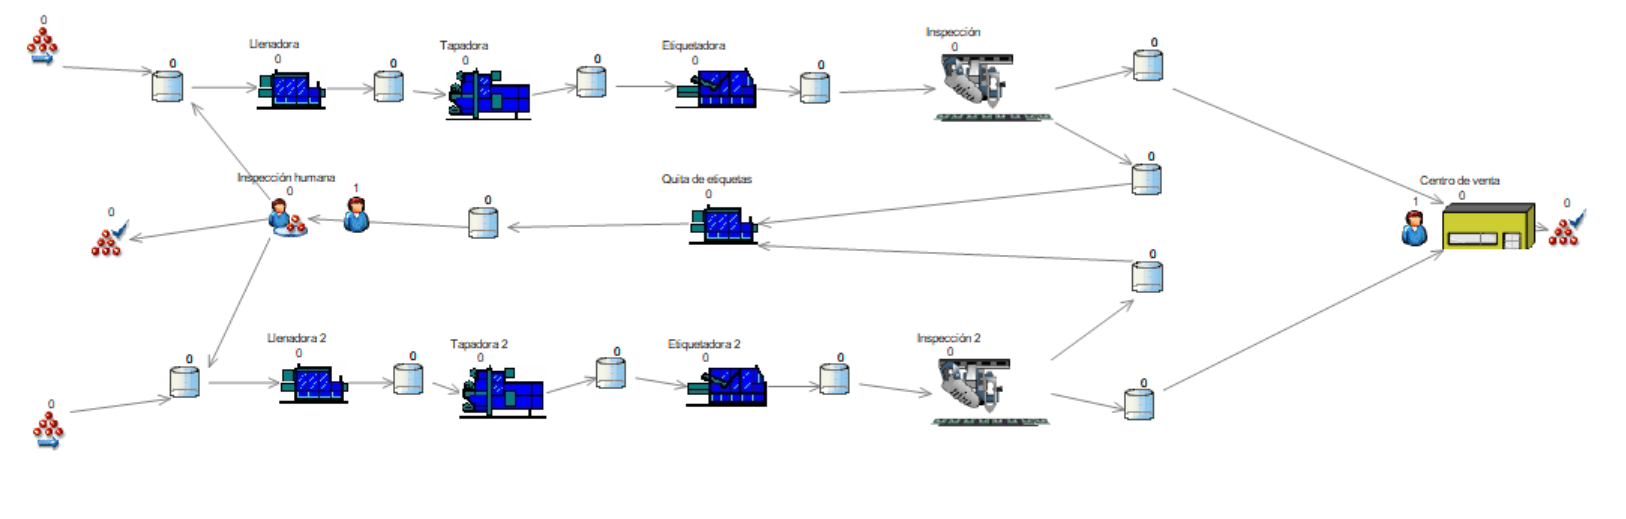 0
0
Llenadora
0
0
Tapadora
0
0
Etiquetadora
0
0
Inspección
0
0
Inspección humana
0
1
0
Quita de etiquetas
0
0
0
Centro de venta
0
1
0
0
0
Llenadora 2
0
0
Tapadora 2
0
0
Etiquetadora 2
0
0
Inspección 2
0
0
0